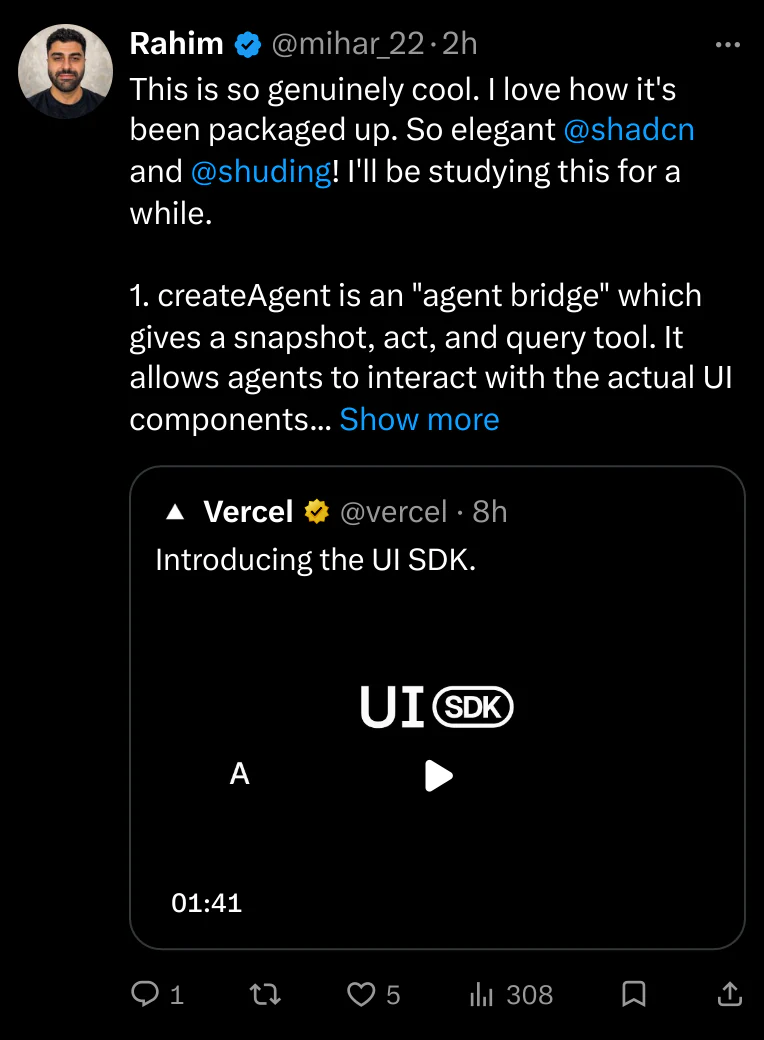 Rahim @mihar_22 · 2h
This is so genuinely cool. I love how it's
been packaged up. So elegant @shadcn
and @shuding! I'll be studying this for a
while.
1. createAgent is an "agent bridge" which
gives a snapshot, act, and query tool. It
allows agents to interact with the actual UI
components... Show more
Vercel @vercel · 8h
Introducing the UI SDK.
UI SDK
A
01:41
1 5 308